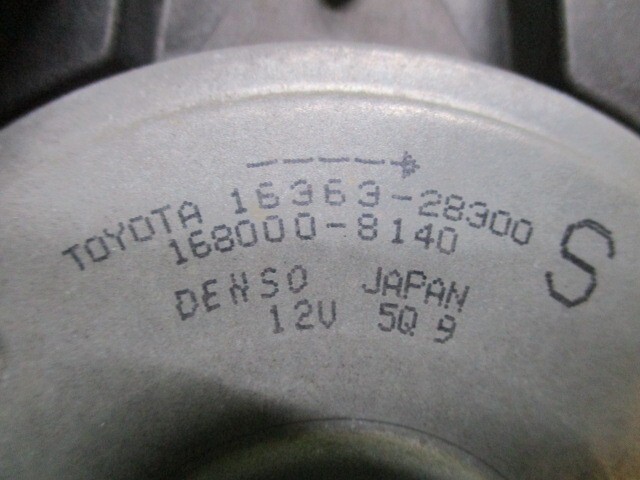 TOYOTA 16363-28300
168000-8140 S
DENSO JAPAN
12V 5Q 9